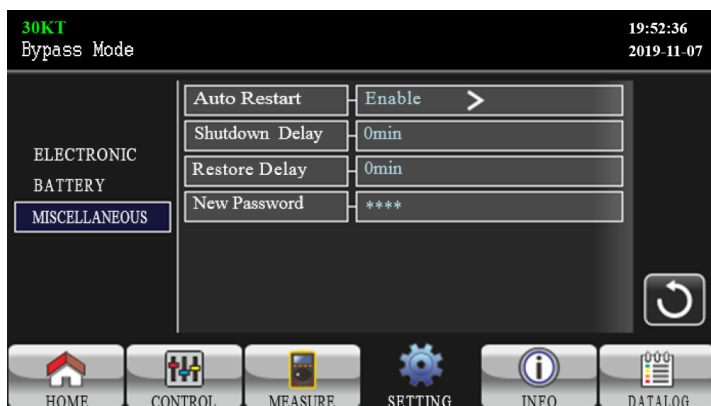 30KT
19:52:36
Bypass Mode
2019-11-07
ELECTRONIC
BATTERY
MISCELLANEOUS
Auto Restart
Enable >
Shutdown Delay
0min
Restore Delay
0min
New Password
****
HOME
CONTROL
MEASURE
SETTING
INFO
DATALOG